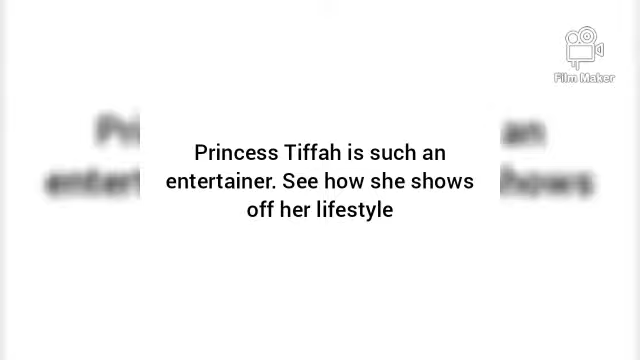 Film Maker
Princess Tiffah is such an
entertainer. See how she shows
off her lifestyle